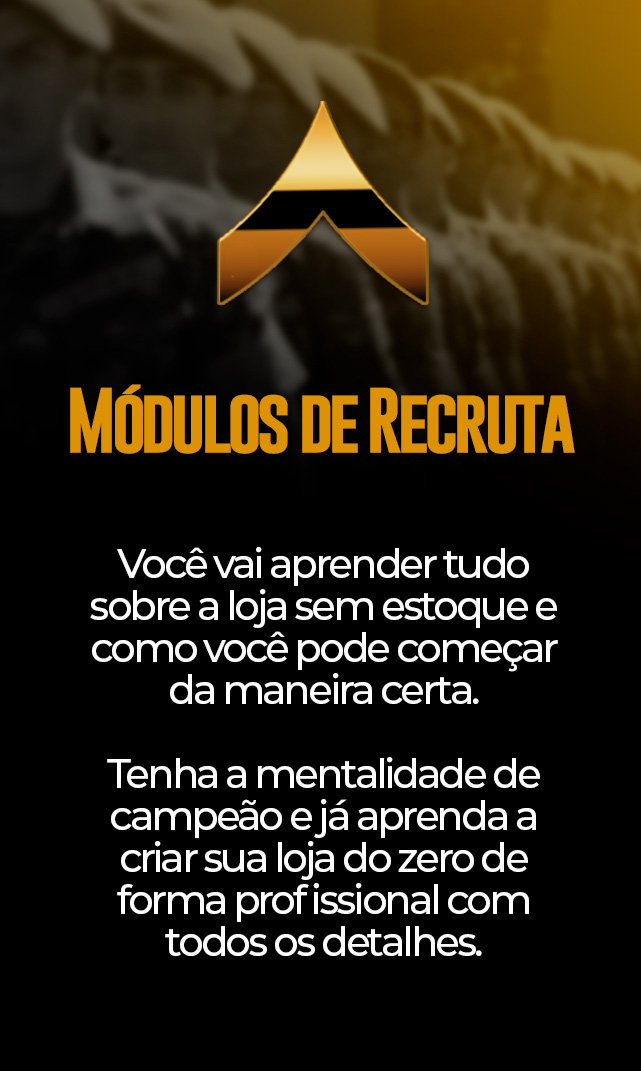 MÓDULOS DE RECRUTA
Você vai aprender tudo
sobre a loja sem estoque e
como você pode começar
da maneira certa.
Tenha a mentalidade de
campeão e já aprenda a
criar sua loja do zero de
forma profissional com
todos os detalhes.